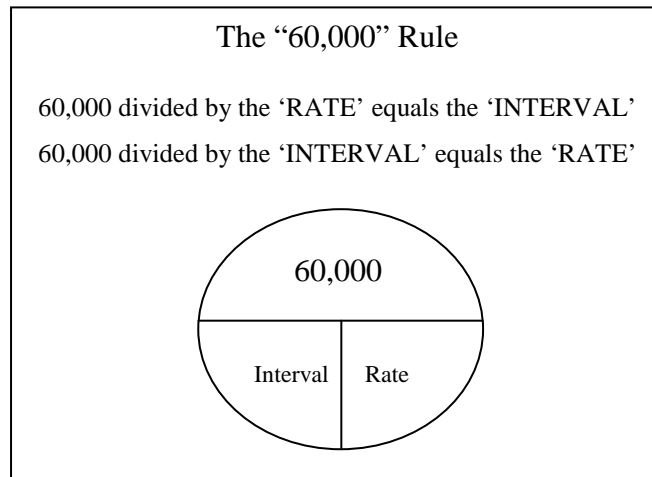 The “60,000” Rule
60,000 divided by the ‘RATE’ equals the ‘INTERVAL’
60,000 divided by the ‘INTERVAL’ equals the ‘RATE’
60,000
Interval Rate